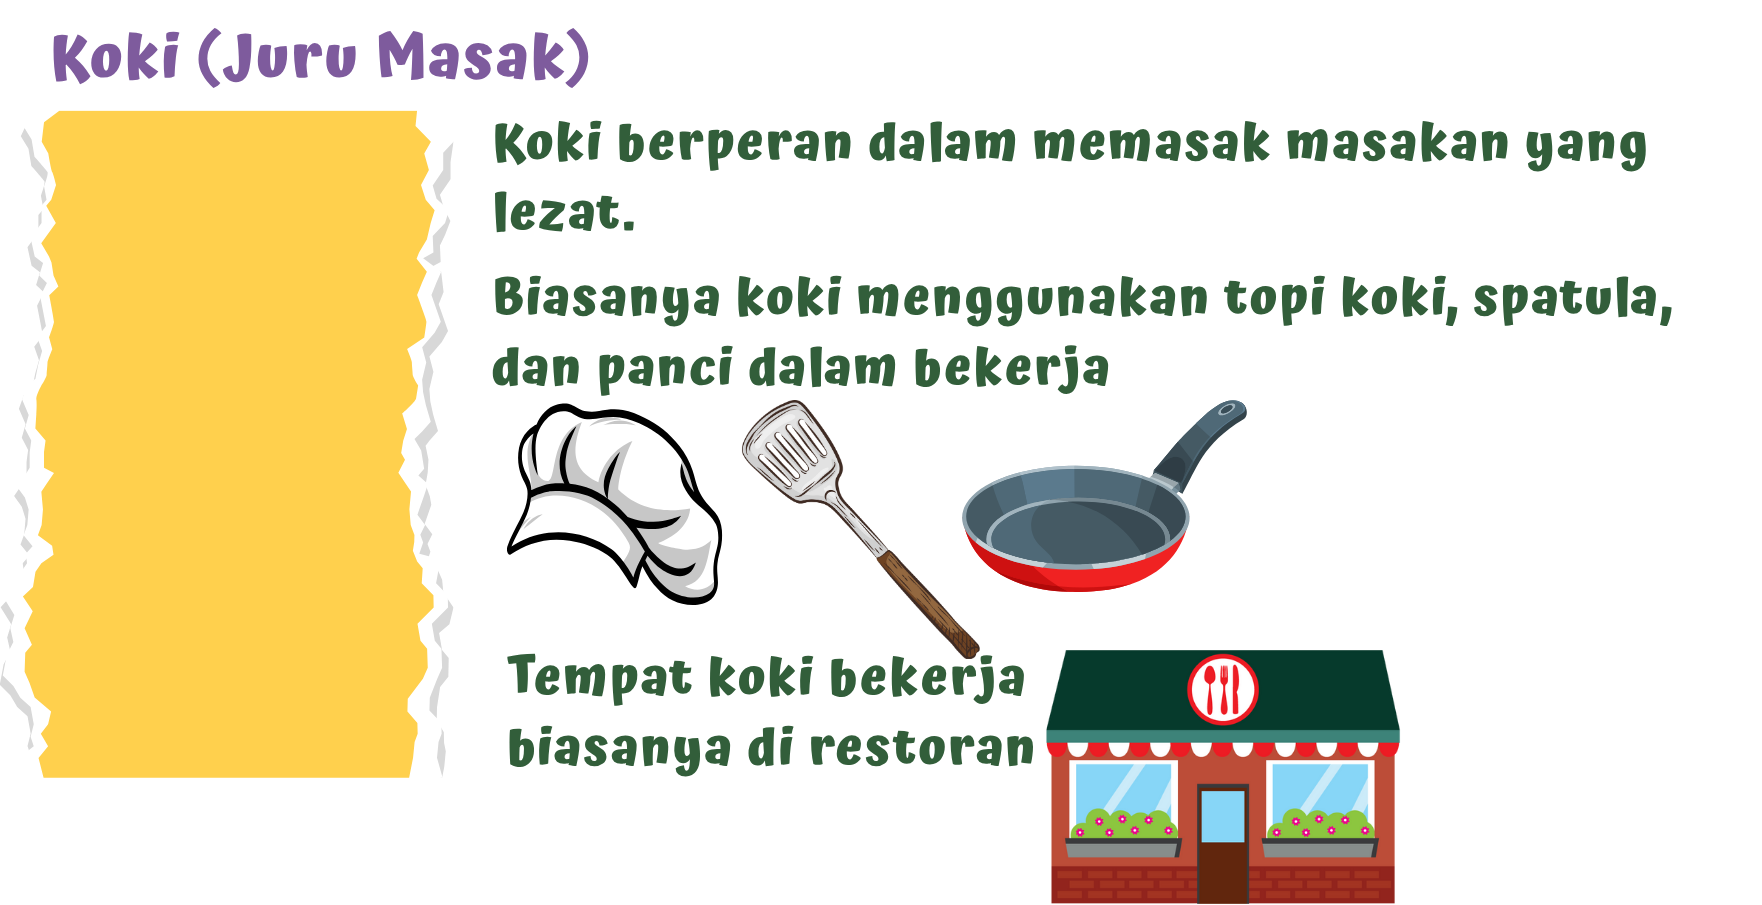 Koki (Juru Masak)
Koki berperan dalam memasak masakan yang
lezat.
Biasanya koki menggunakan topi koki, spatula,
dan panci dalam bekerja
Tempat koki bekerja
biasanya di restoran